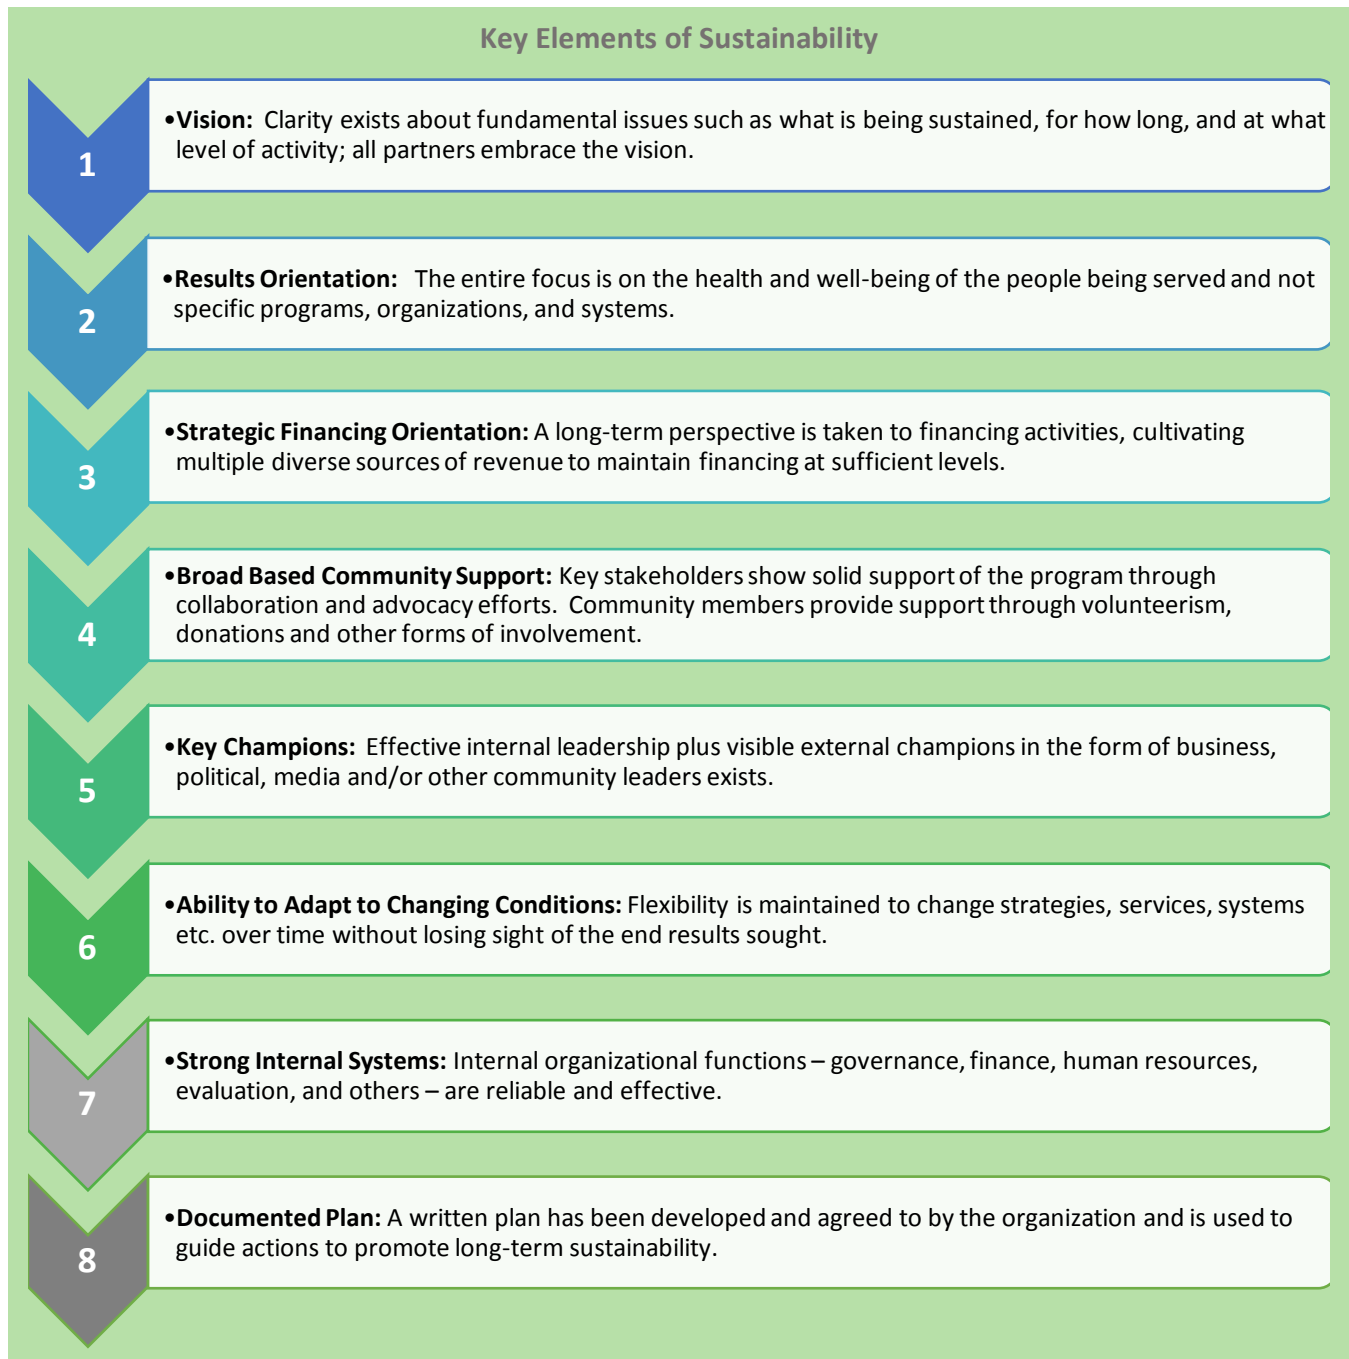 Key Elements of Sustainability
1
•Vision: Clarity exists about fundamental issues such as what is being sustained, for how long, and at what
level of activity; all partners embrace the vision.
2
•Results Orientation: The entire focus is on the health and well-being of the people being served and not
specific programs, organizations, and systems.
3
•Strategic Financing Orientation: A long-term perspective is taken to financing activities, cultivating
multiple diverse sources of revenue to maintain financing at sufficient levels.
4
•Broad Based Community Support: Key stakeholders show solid support of the program through
collaboration and advocacy efforts. Community members provide support through volunteerism,
donations and other forms of involvement.
5
•Key Champions: Effective internal leadership plus visible external champions in the form of business,
political, media and/or other community leaders exists.
6
•Ability to Adapt to Changing Conditions: Flexibility is maintained to change strategies, services, systems
etc. over time without losing sight of the end results sought.
7
•Strong Internal Systems: Internal organizational functions – governance, finance, human resources,
evaluation, and others – are reliable and effective.
8
•Documented Plan: A written plan has been developed and agreed to by the organization and is used to
guide actions to promote long-term sustainability.